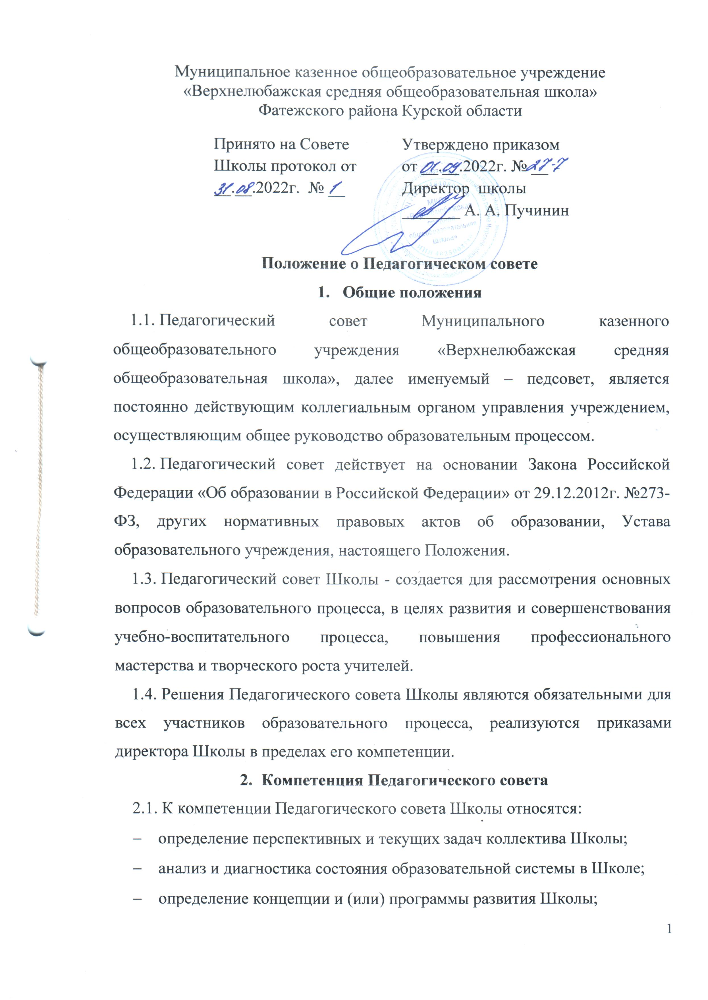 Муниципальное казенное общеобразовательное учреждение
«Верхнелюбажская средняя общеобразовательная школа»
Фатежского района Курской области
Принято на Совете
Школы протокол от
31.08.2022г. № 1
Утверждено приказом
от 01.09.2022г. № 27-7
Директор школы
А. А. Пучинин
общеобразовательная
школа»
Положение о Педагогическом совете
1. Общие положения
1.1. Педагогический совет Муниципального казенного
общеобразовательного учреждения «Верхнелюбажская средняя
общеобразовательная школа», далее именуемый – педсовет, является
постоянно действующим коллегиальным органом управления учреждением,
осуществляющим общее руководство образовательным процессом.
1.2. Педагогический совет действует на основании Закона Российской
Федерации «Об образовании в Российской Федерации» от 29.12.2012г. №273-
ФЗ, других нормативных правовых актов об образовании, Устава
образовательного учреждения, настоящего Положения.
1.3. Педагогический совет Школы - создается для рассмотрения основных
вопросов образовательного процесса, в целях развития и совершенствования
учебно-воспитательного процесса, повышения профессионального
мастерства и творческого роста учителей.
1.4. Решения Педагогического совета Школы являются обязательными для
всех участников образовательного процесса, реализуются приказами
директора Школы в пределах его компетенции.
2. Компетенция Педагогического совета
2.1. К компетенции Педагогического совета Школы относятся:
– определение перспективных и текущих задач коллектива Школы;
– анализ и диагностика состояния образовательной системы в Школе;
– определение концепции и (или) программы развития Школы;
1